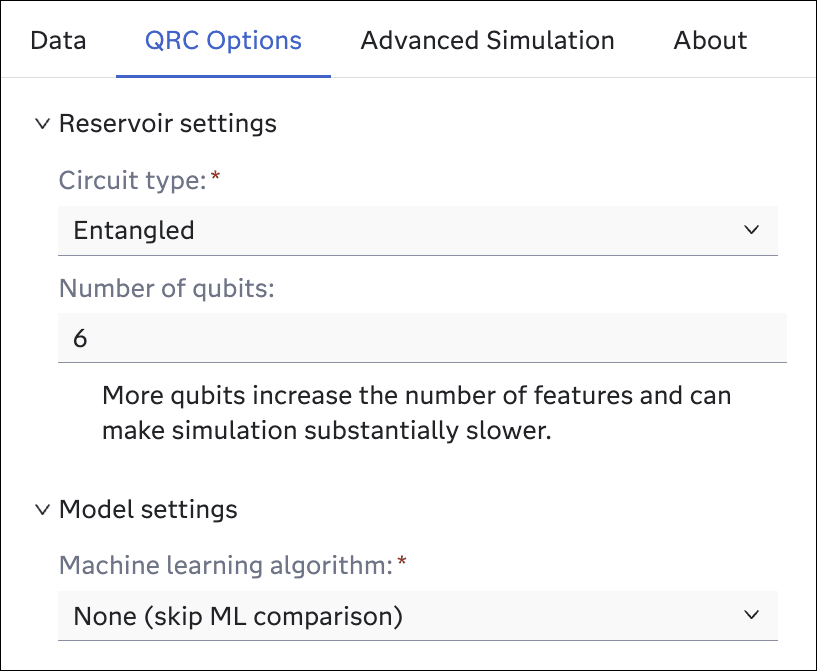 Data QRC Options Advanced Simulation About
Reservoir settings
Circuit type:*
Entangled
Number of qubits:
6
More qubits increase the number of features and can
make simulation substantially slower.
Model settings
Machine learning algorithm:*
None (skip ML comparison)